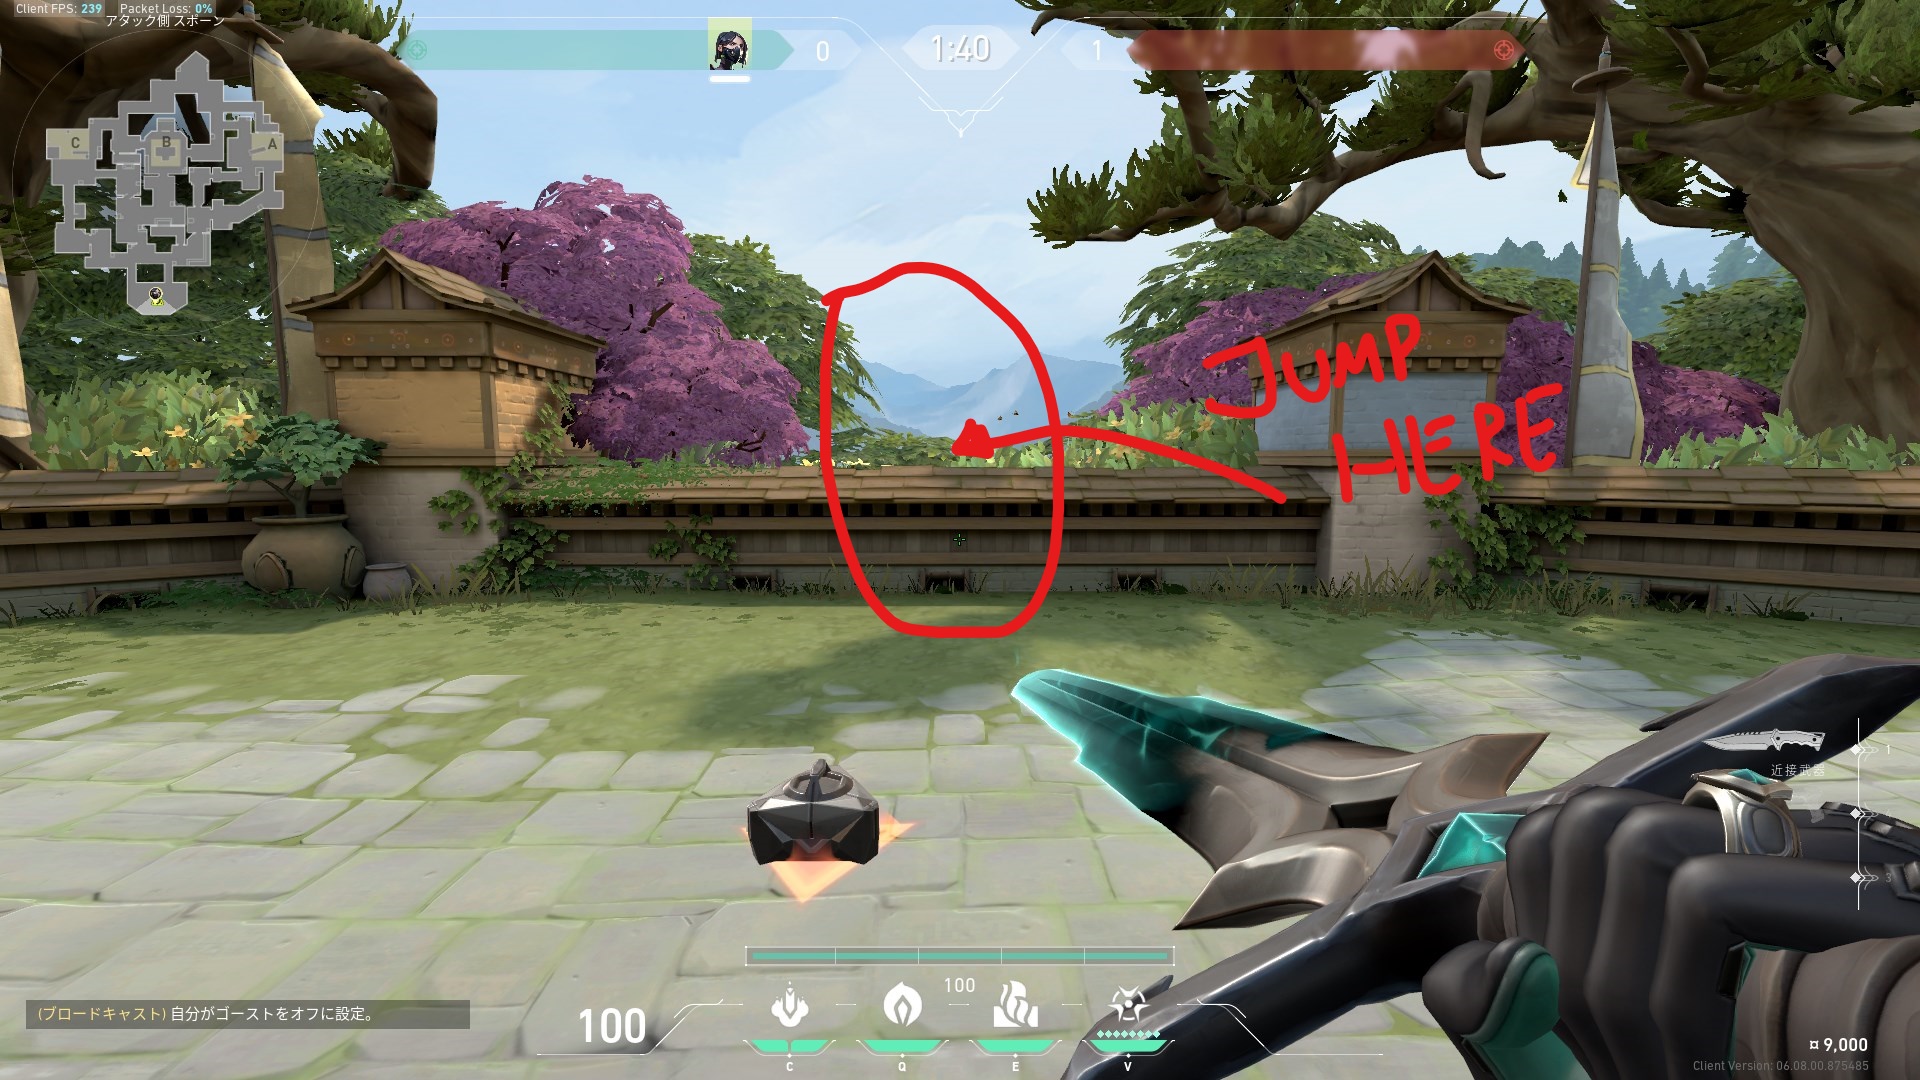 Client FPS: 239 Packet Loss: 0%
アタック側 スポーン
0
1:40
1
C
B
A
JUMP
HERE
1
近接武器
3
(ブロードキャスト) 自分がゴーストをオフに設定。
100
100
C
Q
E
V
¤ 9,000
Client Version: 06.08.00.875485